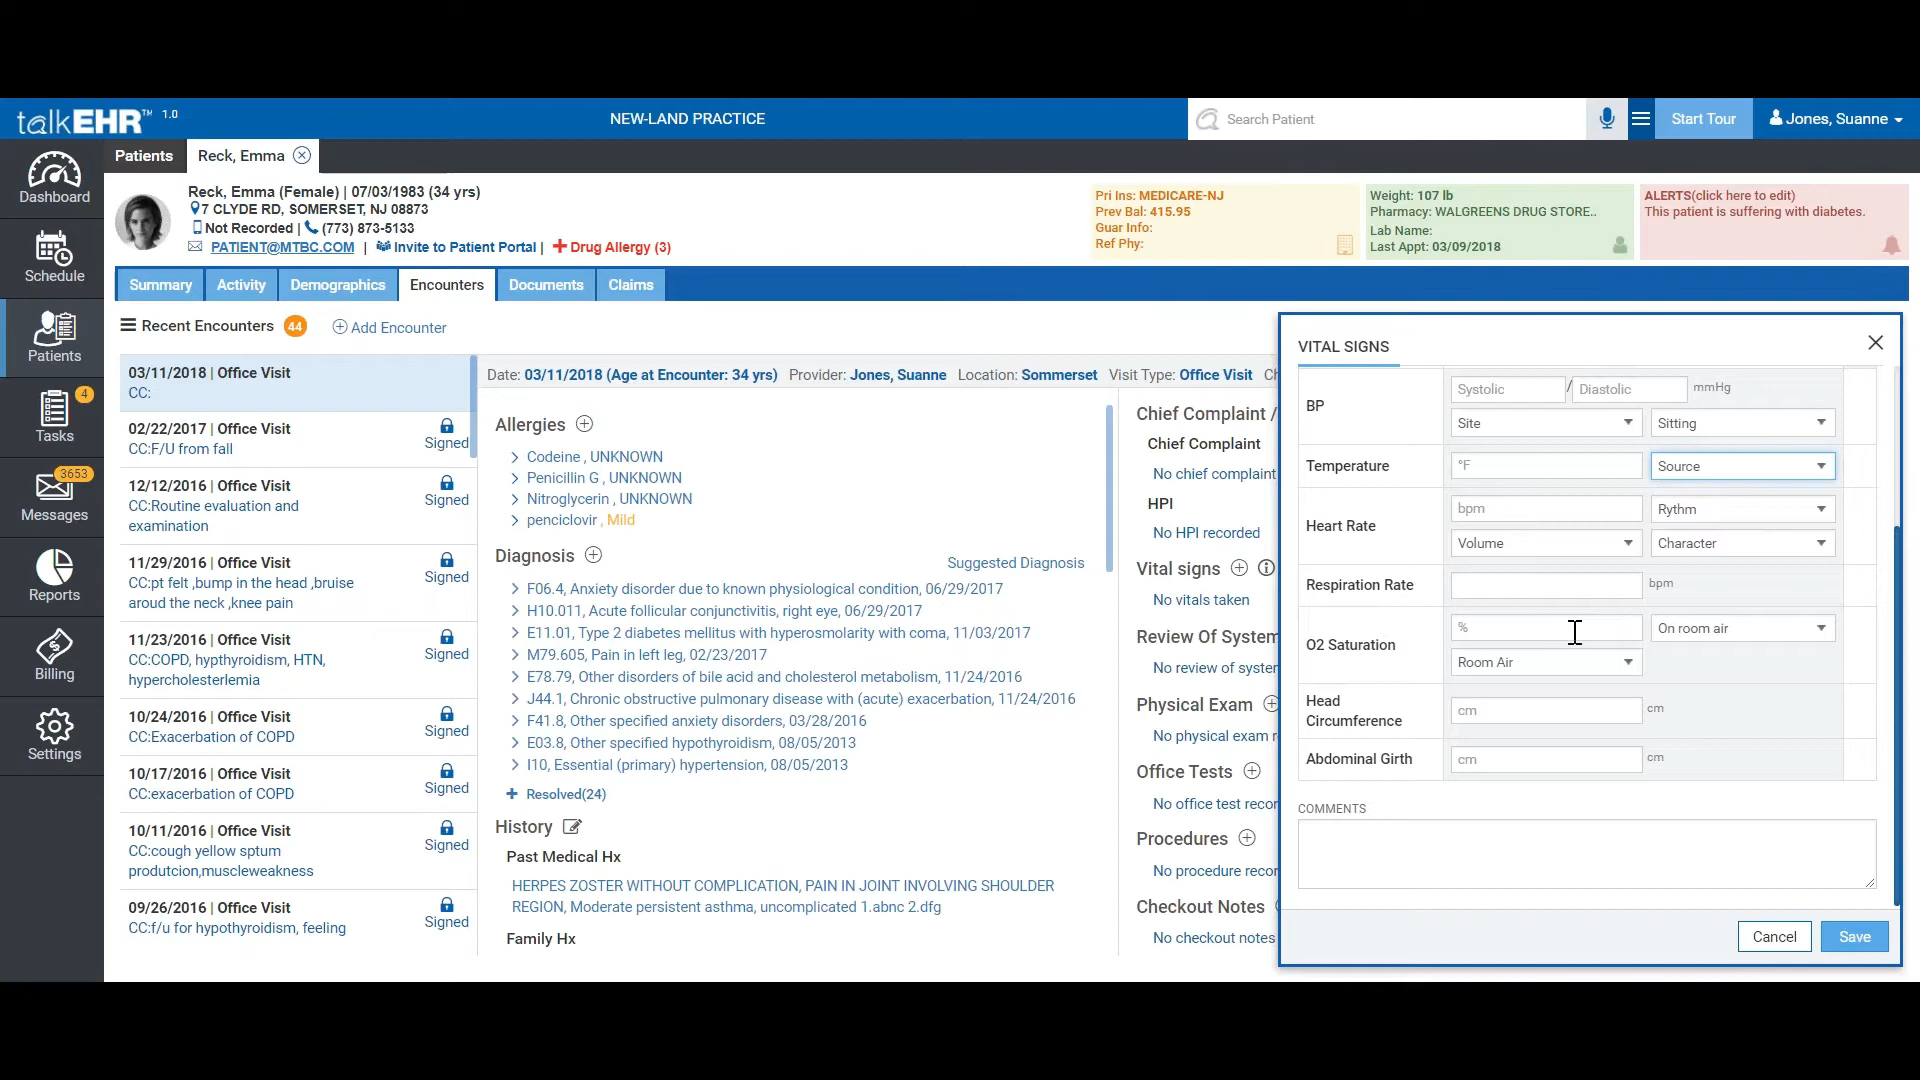 talkEHR™ 1.0
NEW-LAND PRACTICE
Search Patient
Start Tour
Jones, Suanne
Dashboard
Schedule
Patients
4
Tasks
3653
Messages
Reports
Billing
Settings
Patients
Reck, Emma
Reck, Emma (Female) | 07/03/1983 (34 yrs)
7 CLYDE RD, SOMERSET, NJ 08873
Not Recorded | (773) 873-5133
PATIENT@MTBC.COM | Invite to Patient Portal | Drug Allergy (3)
Pri Ins: MEDICARE-NJ
Prev Bal: 415.95
Guar Info:
Ref Phy:
Weight: 107 lb
Pharmacy: WALGREENS DRUG STORE..
Lab Name:
Last Appt: 03/09/2018
ALERTS(click here to edit)
This patient is suffering with diabetes.
Summary
Activity
Demographics
Encounters
Documents
Claims
Recent Encounters 44
Add Encounter
03/11/2018 | Office Visit
CC:
02/22/2017 | Office Visit
CC:F/U from fall
Signed
12/12/2016 | Office Visit
CC:Routine evaluation and
examination
Signed
11/29/2016 | Office Visit
CC:pt felt ,bump in the head ,bruise
aroud the neck ,knee pain
Signed
11/23/2016 | Office Visit
CC:COPD, hypthyroidism, HTN,
hypercholesterlemia
Signed
10/24/2016 | Office Visit
CC:Exacerbation of COPD
Signed
10/17/2016 | Office Visit
CC:exacerbation of COPD
Signed
10/11/2016 | Office Visit
CC:cough yellow sptum
produtcion,muscleweakness
Signed
09/26/2016 | Office Visit
CC:f/u for hypothyroidism, feeling
Signed
Date: 03/11/2018 (Age at Encounter: 34 yrs) Provider: Jones, Suanne Location: Sommerset Visit Type: Office Visit
Allergies
Codeine , UNKNOWN
Penicillin G , UNKNOWN
Nitroglycerin , UNKNOWN
penciclovir , Mild
Diagnosis
Suggested Diagnosis
F06.4, Anxiety disorder due to known physiological condition, 06/29/2017
H10.011, Acute follicular conjunctivitis, right eye, 06/29/2017
E11.01, Type 2 diabetes mellitus with hyperosmolarity with coma, 11/03/2017
M79.605, Pain in left leg, 02/23/2017
E78.79, Other disorders of bile acid and cholesterol metabolism, 11/24/2016
J44.1, Chronic obstructive pulmonary disease with (acute) exacerbation, 11/24/2016
F41.8, Other specified anxiety disorders, 03/28/2016
E03.8, Other specified hypothyroidism, 08/05/2013
I10, Essential (primary) hypertension, 08/05/2013
Resolved(24)
History
Past Medical Hx
HERPES ZOSTER WITHOUT COMPLICATION, PAIN IN JOINT INVOLVING SHOULDER
REGION, Moderate persistent asthma, uncomplicated 1.abnc 2.dfg
Family Hx
Chief Complaint /
Chief Complaint
No chief complaint
HPI
No HPI recorded
Vital signs
No vitals taken
Review Of System
No review of syster
Physical Exam
No physical exam r
Office Tests
No office test recor
Procedures
No procedure recor
Checkout Notes
No checkout notes
VITAL SIGNS
BP
Systolic / Diastolic mmHg
Site
Sitting
Temperature
°F
Source
Heart Rate
bpm
Rythm
Volume
Character
Respiration Rate
bpm
O2 Saturation
%
On room air
Room Air
Head
Circumference
cm
cm
Abdominal Girth
cm
cm
COMMENTS
Cancel
Save